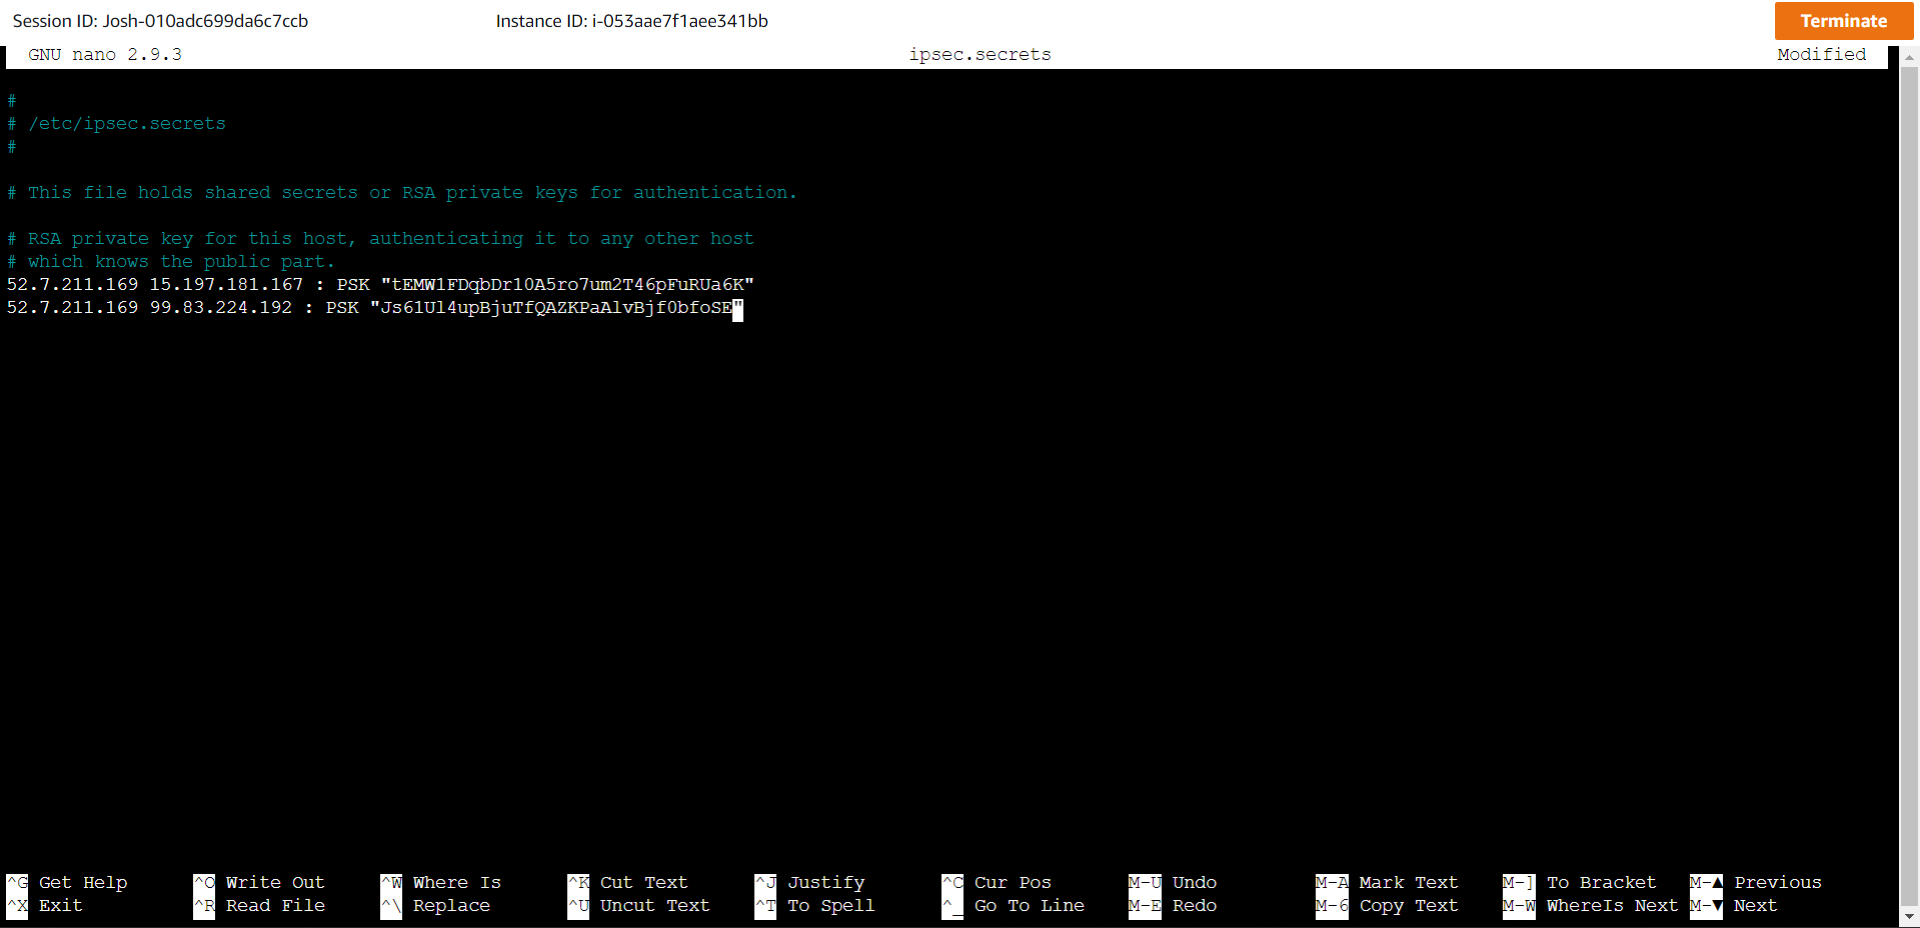 Session ID: Josh-010adc699da6c7ccb Instance ID: i-053aae7f1aee341bb Terminate
GNU nano 2.9.3 ipsec.secrets Modified
#
# /etc/ipsec.secrets
#
# This file holds shared secrets or RSA private keys for authentication.
# RSA private key for this host, authenticating it to any other host
# which knows the public part.
52.7.211.169 15.197.181.167 : PSK "tEMW1FDqbDr10A5ro7um2T46pFuRUa6K"
52.7.211.169 99.83.224.192 : PSK "Js61Ul4upBjuTfQAZKPaAlvBjf0bfoSE"
^G Get Help ^O Write Out ^W Where Is ^K Cut Text ^J Justify ^C Cur Pos M-U Undo M-A Mark Text M-] To Bracket M-▲ Previous
^X Exit ^R Read File ^\ Replace ^U Uncut Text ^T To Spell ^_ Go To Line M-E Redo M-6 Copy Text M-W WhereIs Next M-▼ Next